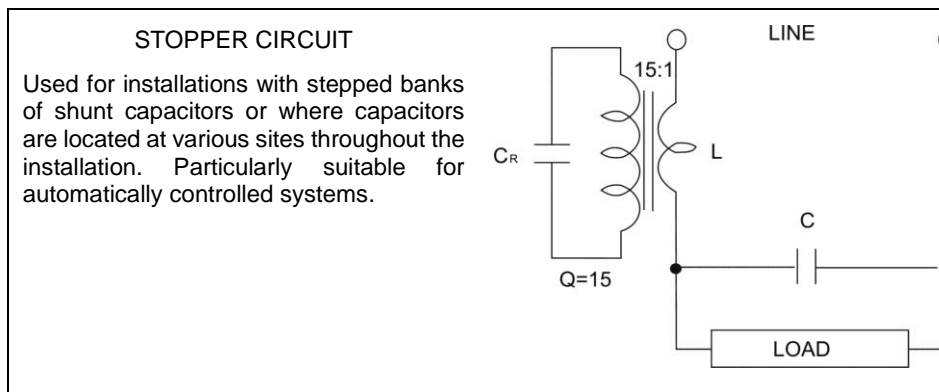 STOPPER CIRCUIT
Used for installations with stepped banks
of shunt capacitors or where capacitors
are located at various sites throughout the
installation. Particularly suitable for
automatically controlled systems.
LINE
15:1
CR
L
C
Q=15
LOAD